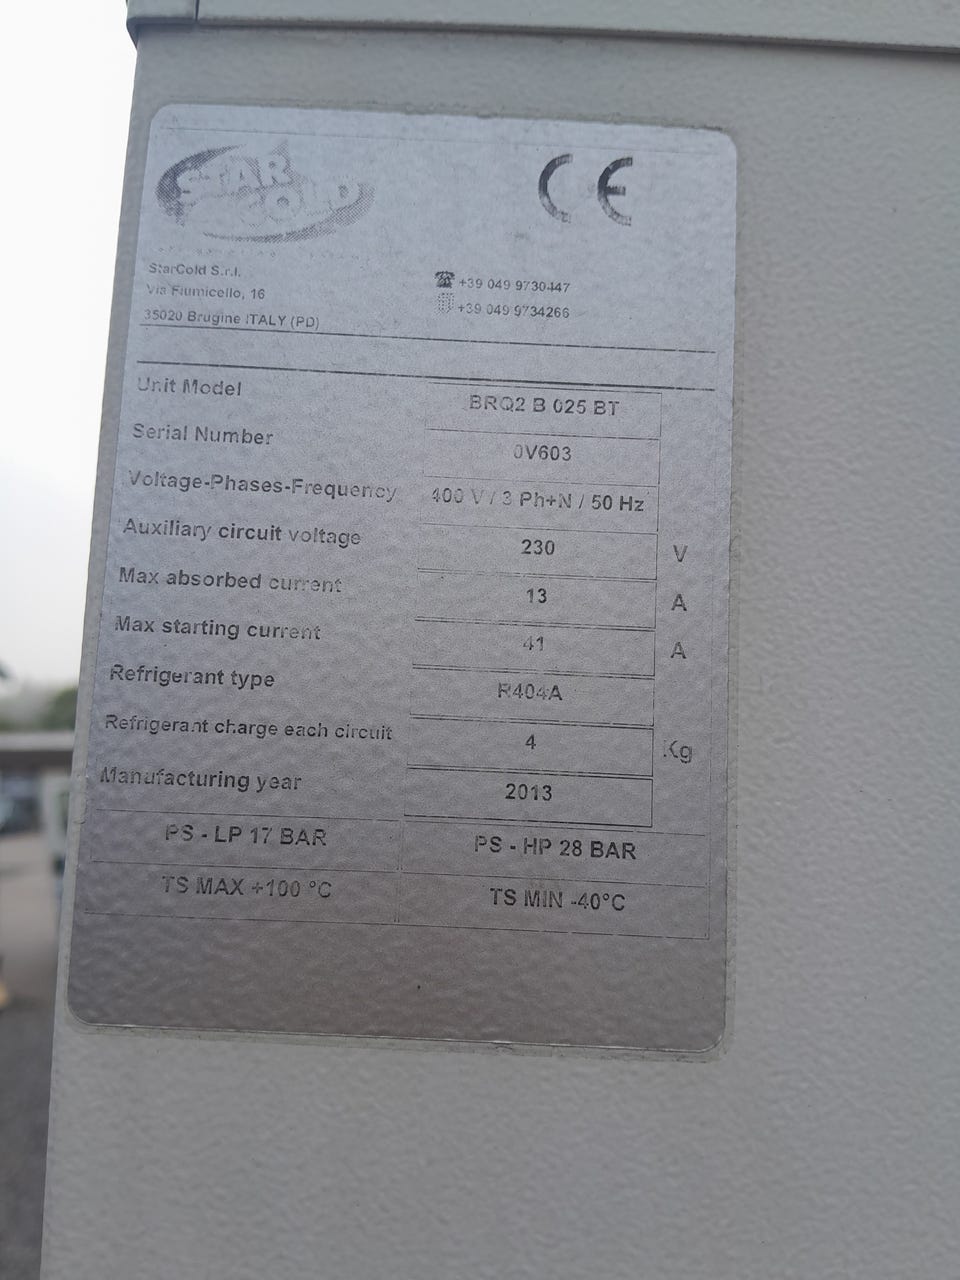 STAR
COLD
StarCold S.r.l.
Via Fiumicello, 16
35020 Brugine ITALY (PD)
CE
+39 049 9730447
+39 049 9734266
Unit Model BRQ2 B 025 BT
Serial Number 0V603
Voltage-Phases-Frequency 400 V / 3 Ph+N / 50 Hz
Auxiliary circuit voltage 230 V
Max absorbed current 13 A
Max starting current 41 A
Refrigerant type R404A
Refrigerant charge each circuit 4 Kg
Manufacturing year 2013
PS - LP 17 BAR PS - HP 28 BAR
TS MAX +100 °C TS MIN -40°C